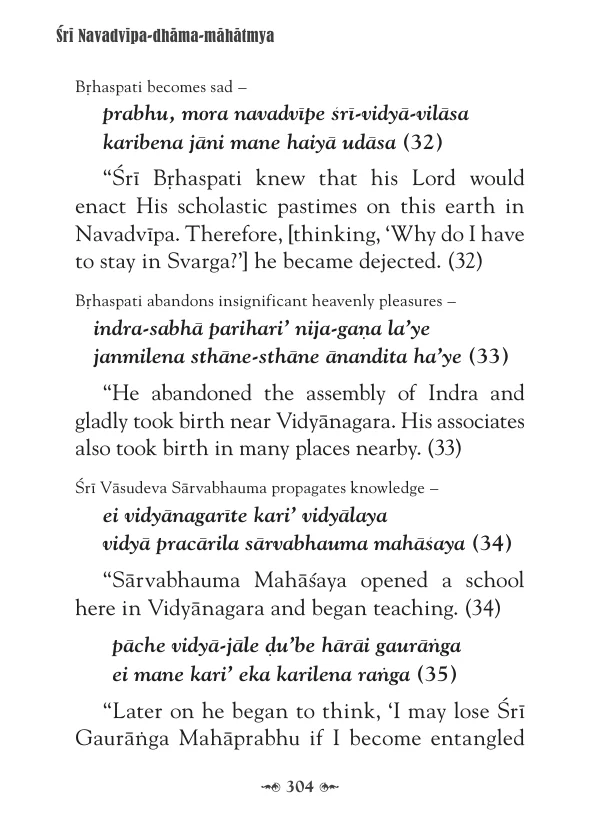 Śrī Navadvīpa-dhāma-māhātmya
Bṛhaspati becomes sad –
prabhu, mora navadvīpe śrī-vidyā-vilāsa
karibena jāni mane haiyā udāsa (32)
“Śrī Bṛhaspati knew that his Lord would
enact His scholastic pastimes on this earth in
Navadvīpa. Therefore, [thinking, ‘Why do I have
to stay in Svarga?’] he became dejected. (32)
Bṛhaspati abandons insignificant heavenly pleasures –
indra-sabhā parihari’ nija-gaṇa la’ye
janmilena sthāne-sthāne ānandita ha’ye (33)
“He abandoned the assembly of Indra and
gladly took birth near Vidyānagara. His associates
also took birth in many places nearby. (33)
Śrī Vāsudeva Sārvabhauma propagates knowledge –
ei vidyānagarīte kari’ vidyālaya
vidyā pracārila sārvabhauma mahāśaya (34)
“Sārvabhauma Mahāśaya opened a school
here in Vidyānagara and began teaching. (34)
pāche vidyā-jāle ḍu’be hārāi gaurāṅga
ei mane kari’ eka karilena raṅga (35)
“Later on he began to think, ‘I may lose Śrī
Gaurāṅga Mahāprabhu if I become entangled
304